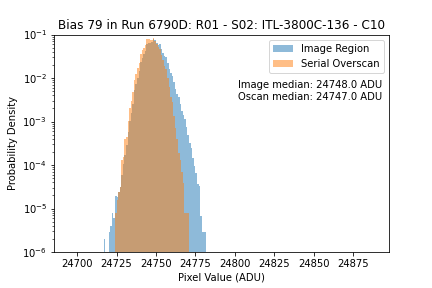 Bias 79 in Run 6790D: R01 - S02: ITL-3800C-136 - C10
Image Region
Serial Overscan
Image median: 24748.0 ADU
Oscan median: 24747.0 ADU
Probability Density
10⁻¹
10⁻²
10⁻³
10⁻⁴
10⁻⁵
10⁻⁶
24700 24725 24750 24775 24800 24825 24850 24875
Pixel Value (ADU)